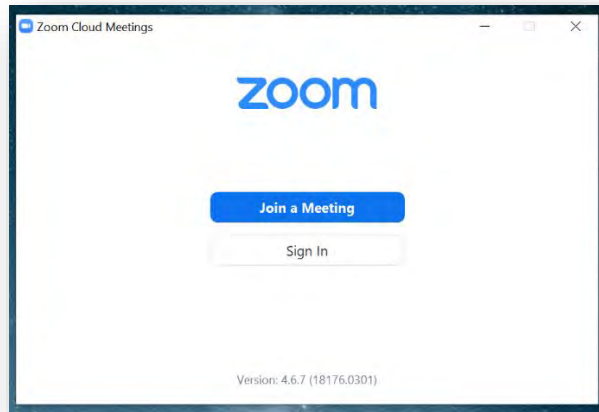 Zoom Cloud Meetings
zoom
Join a Meeting
Sign In
Version: 4.6.7 (18176.0301)